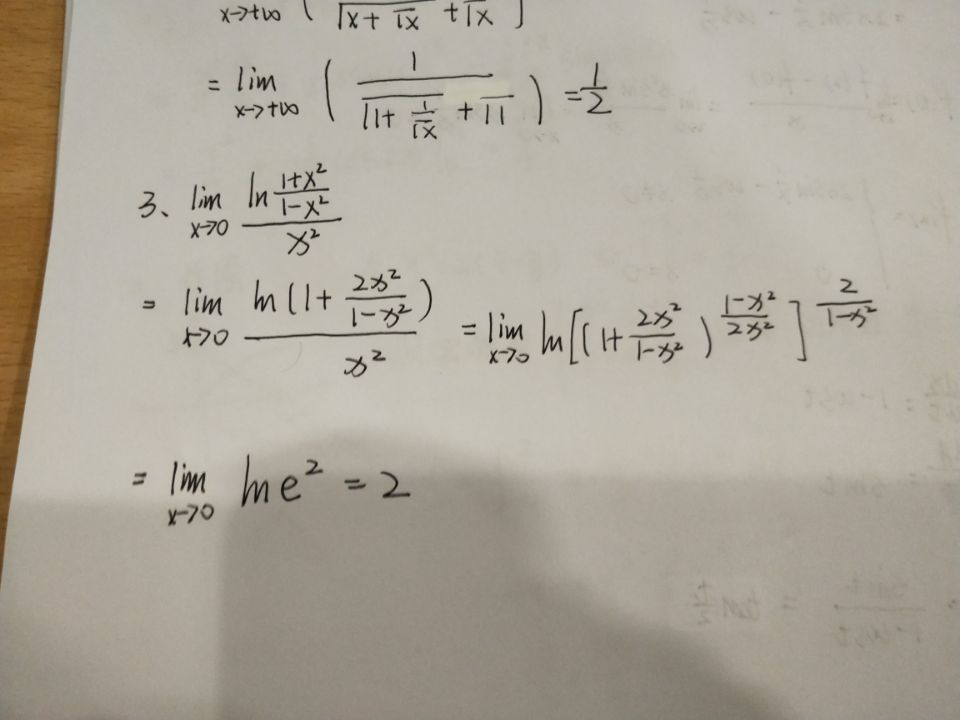 lim x→+∞ ( / √(x + √x) + √x )
= lim x→+∞ ( 1 / (√(1 + 1/√x) + √1) ) = 1/2
3、 lim x→0 ln((1+x²)/(1-x²)) / x²
= lim x→0 ln(1 + 2x²/(1-x²)) / x² = lim x→0 ln[(1 + 2x²/(1-x²))^((1-x²)/(2x²))]^(2/(1-x²))
= lim x→0 ln e² = 2